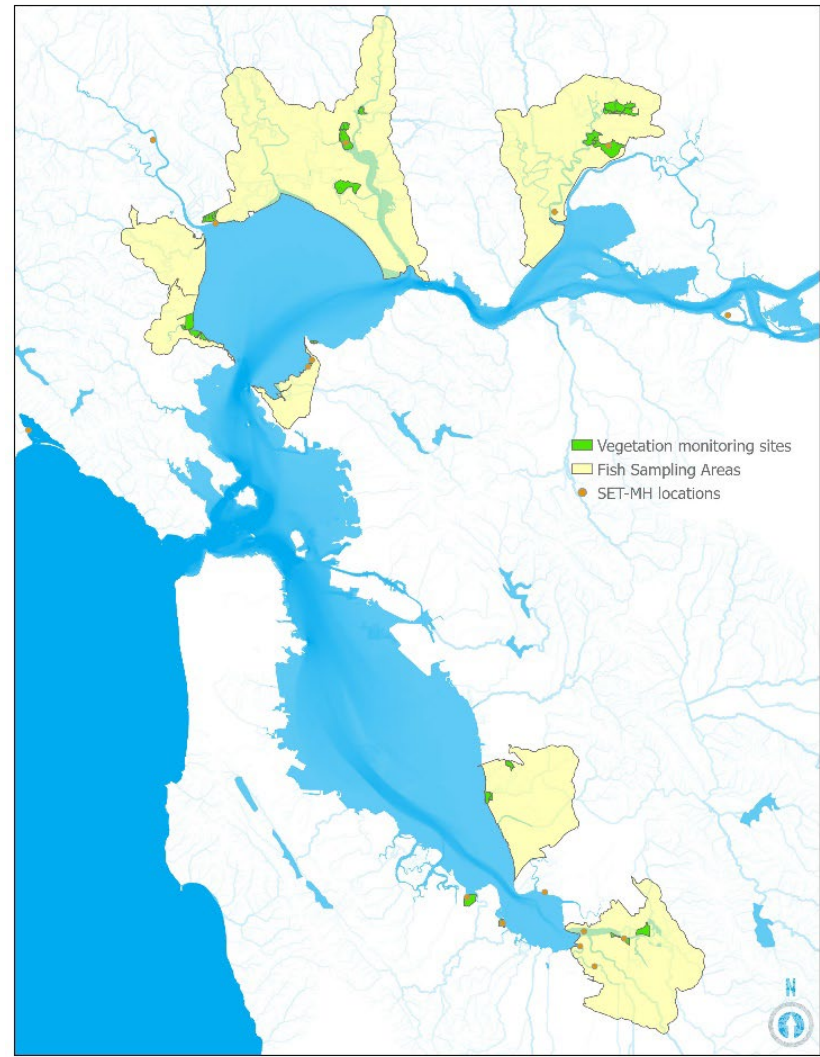 Vegetation monitoring sites
Fish Sampling Areas
SET-MH locations
N